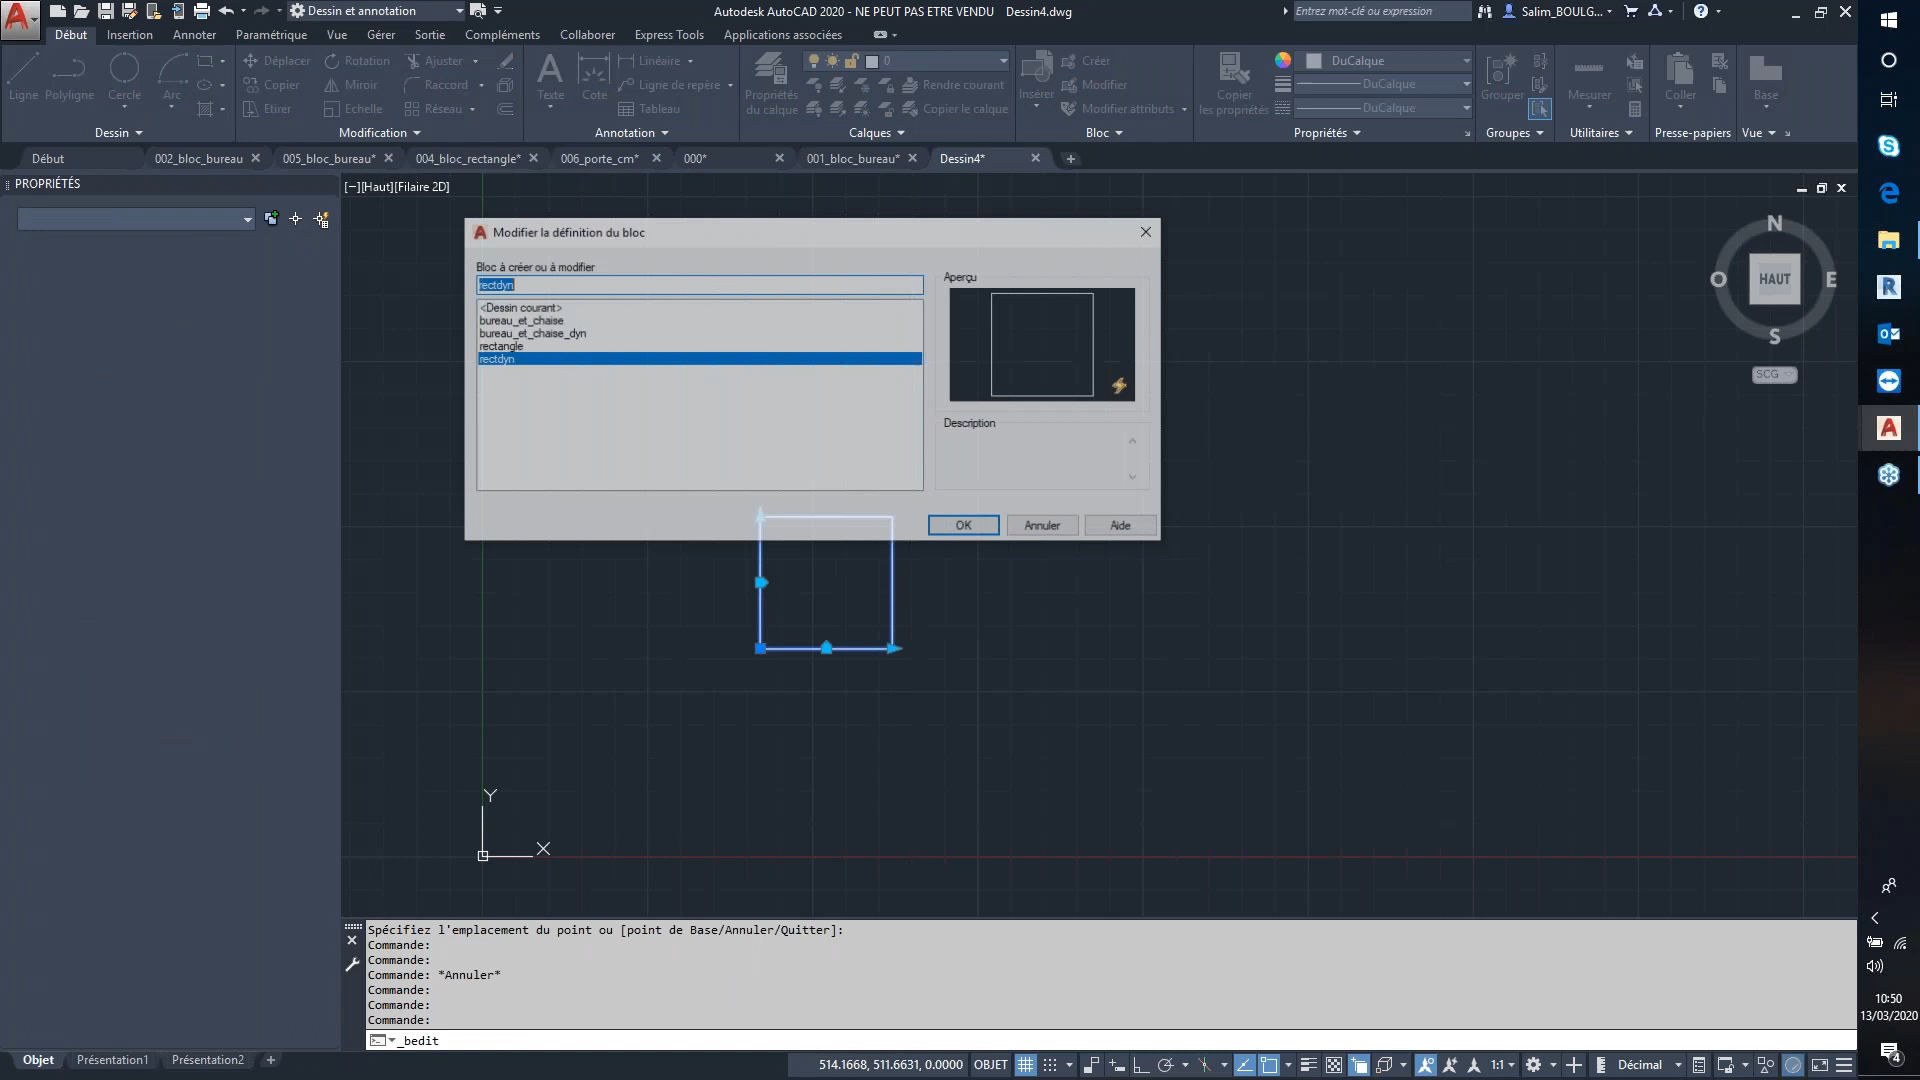 Dessin et annotation
Autodesk AutoCAD 2020 - NE PEUT PAS ETRE VENDU Dessin4.dwg
Entrez mot-clé ou expression
Salim_BOULG...
Début Insertion Annoter Paramétrique Vue Gérer Sortie Compléments Collaborer Express Tools Applications associées
Ligne Polyligne Cercle Arc
Déplacer Rotation Ajuster
Copier Miroir Raccord
Etirer Echelle Réseau
Texte Cote
Linéaire
Ligne de repère
Tableau
Propriétés du calque
0
Rendre courant
Copier le calque
Insérer
Créer
Modifier
Modifier attributs
Copier les propriétés
DuCalque
DuCalque
DuCalque
Grouper
Mesurer
Coller
Base
Dessin Modification Annotation Calques Bloc Propriétés Groupes Utilitaires Presse-papiers Vue
Début 002_bloc_bureau 005_bloc_bureau* 004_bloc_rectangle* 006_porte_cm* 000* 001_bloc_bureau* Dessin4*
PROPRIÉTÉS
[−][Haut][Filaire 2D]
N
O HAUT E
S
SCG
Modifier la définition du bloc
Bloc à créer ou à modifier
rectdyn
<Dessin courant>
bureau_et_chaise
bureau_et_chaise_dyn
rectangle
rectdyn
Aperçu
Description
OK Annuler Aide
Y
X
Spécifiez l'emplacement du point ou [point de Base/Annuler/Quitter]:
Commande:
Commande:
Commande: *Annuler*
Commande:
Commande:
Commande:
_bedit
Objet Présentation1 Présentation2
514.1668, 511.6631, 0.0000 OBJET
1:1
Décimal
10:50
13/03/2020
4